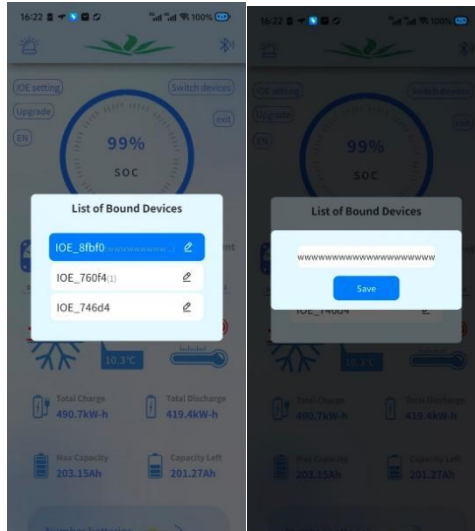 16:22 100%
IOE setting
Switch devices
Upgrade
exit
EN
99%
SOC
List of Bound Devices
IOE_8fbf0
IOE_760f4(1)
IOE_746d4
10.3°C
Total Charge
490.7kW-h
Total Discharge
419.4kW-h
Max Capacity
203.15Ah
Capacity Left
201.27Ah
Number batteries
16:22 100%
IOE setting
Switch devices
Upgrade
exit
EN
99%
SOC
List of Bound Devices
Save
IOE_746d4
Total Charge
490.7kW-h
Total Discharge
419.4kW-h
Max Capacity
203.15Ah
Capacity Left
201.27Ah